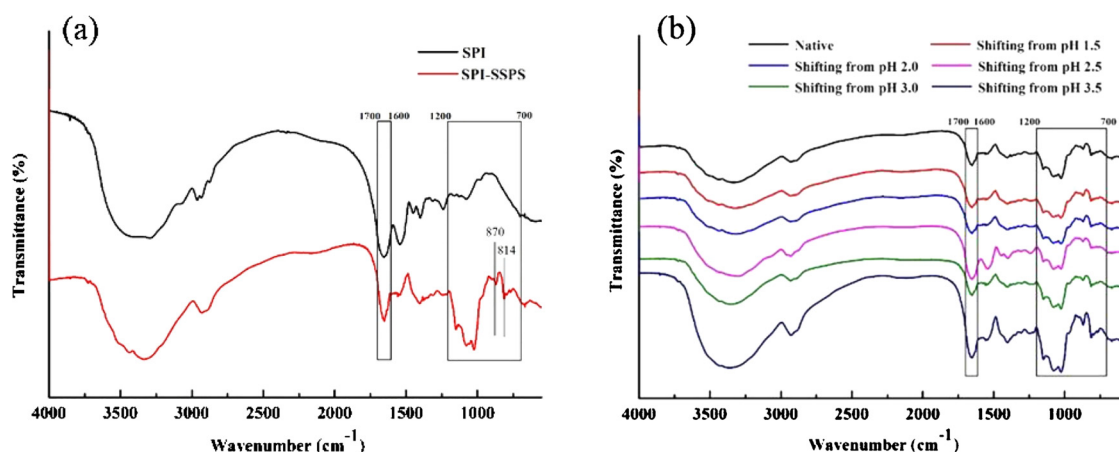 (a)
SPI
SPI-SSPS
1700 1600 1200 700
870
814
Transmittance (%)
4000 3500 3000 2500 2000 1500 1000
Wavenumber (cm-1)
(b)
Native
Shifting from pH 1.5
Shifting from pH 2.0
Shifting from pH 2.5
Shifting from pH 3.0
Shifting from pH 3.5
1700 1600 1200 700
Transmittance (%)
4000 3500 3000 2500 2000 1500 1000
Wavenumber (cm-1)